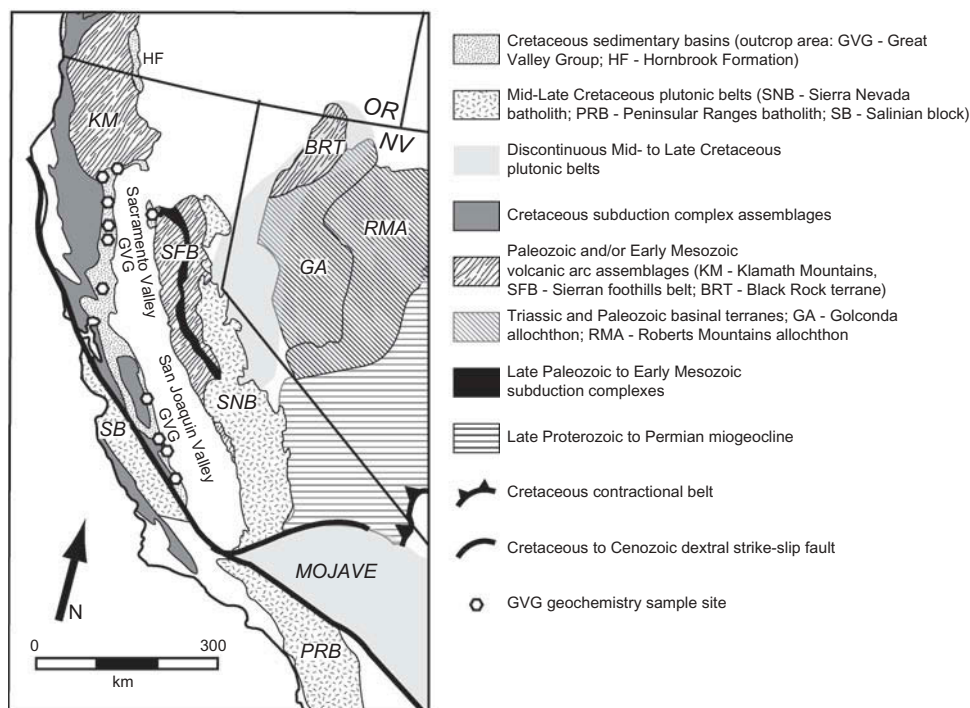 HF
KM
OR
NV
BRT
RMA
GA
SFB
Sacramento Valley
GVG
San Joaquin Valley
GVG
SNB
SB
MOJAVE
PRB
N
0 300
km
Cretaceous sedimentary basins (outcrop area: GVG - Great
Valley Group; HF - Hornbrook Formation)
Mid-Late Cretaceous plutonic belts (SNB - Sierra Nevada
batholith; PRB - Peninsular Ranges batholith; SB - Salinian block)
Discontinuous Mid- to Late Cretaceous
plutonic belts
Cretaceous subduction complex assemblages
Paleozoic and/or Early Mesozoic
volcanic arc assemblages (KM - Klamath Mountains,
SFB - Sierran foothills belt; BRT - Black Rock terrane)
Triassic and Paleozoic basinal terranes; GA - Golconda
allochthon; RMA - Roberts Mountains allochthon
Late Paleozoic to Early Mesozoic
subduction complexes
Late Proterozoic to Permian miogeocline
Cretaceous contractional belt
Cretaceous to Cenozoic dextral strike-slip fault
GVG geochemistry sample site